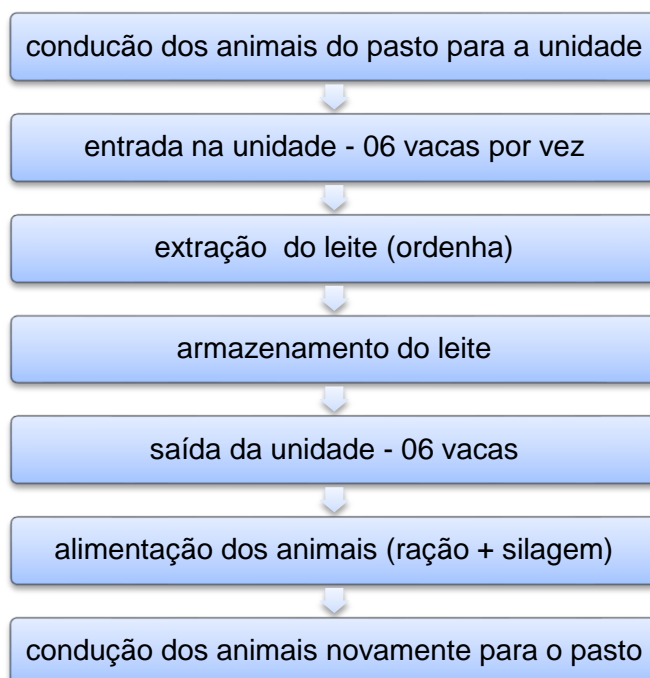 conducão dos animais do pasto para a unidade
entrada na unidade - 06 vacas por vez
extração do leite (ordenha)
armazenamento do leite
saída da unidade - 06 vacas
alimentação dos animais (ração + silagem)
condução dos animais novamente para o pasto